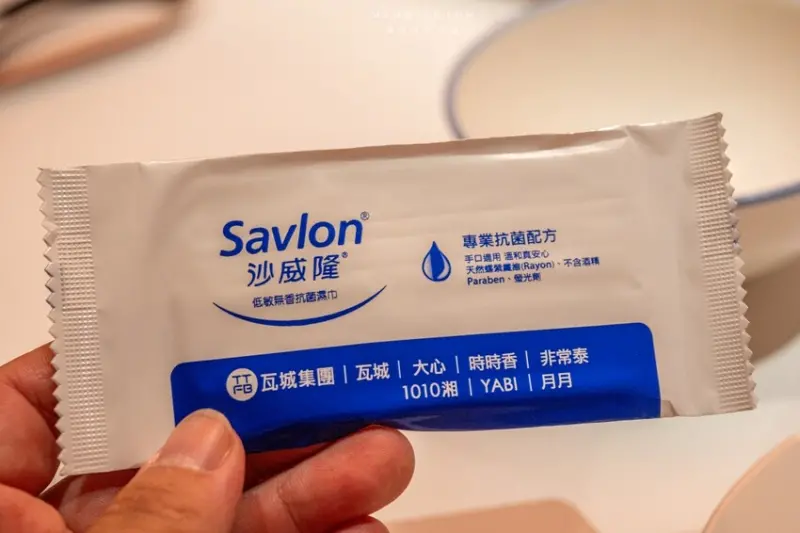 Savlon®
沙威隆®
低敏無香抗菌濕巾
專業抗菌配方
手口適用 溫和真安心
天然螺縈纖維(Rayon)、不含酒精
Paraben、螢光劑
TTFB 瓦城集團 | 瓦城 | 大心 | 時時香 | 非常泰
1010湘 | YABI | 月月